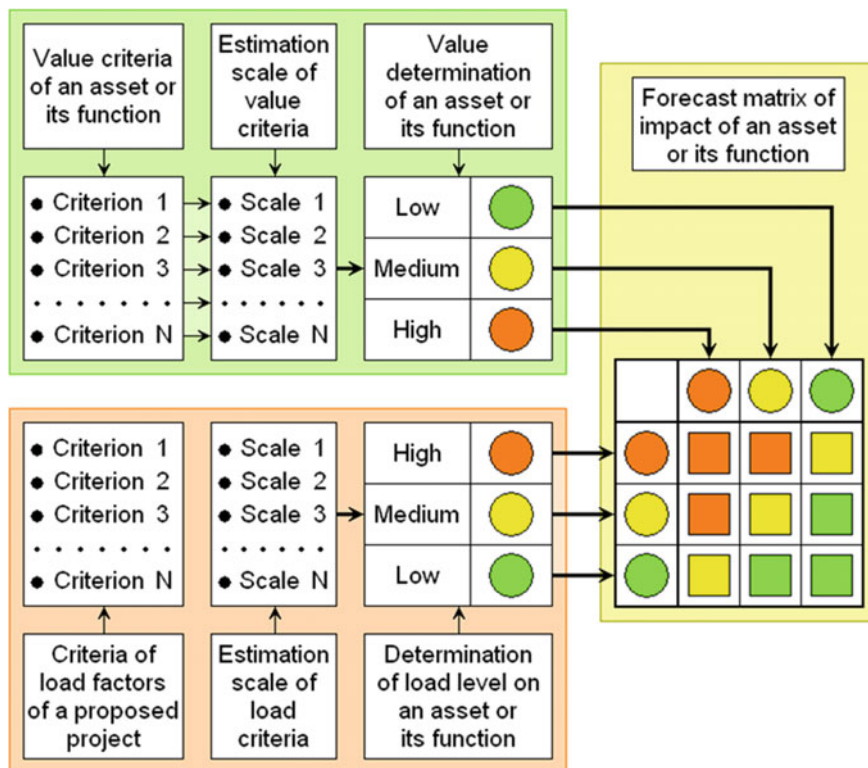 Value criteria
of an asset or
its function
Estimation
scale of
value
criteria
Value
determination
of an asset or
its function
Forecast matrix of
impact of an asset
or its function
● Criterion 1
● Criterion 2
● Criterion 3
. . . . . . . .
● Criterion N
● Scale 1
● Scale 2
● Scale 3
. . . . . . .
● Scale N
Low
Medium
High
● Criterion 1
● Criterion 2
● Criterion 3
. . . . . . . .
● Criterion N
● Scale 1
● Scale 2
● Scale 3
. . . . . . .
● Scale N
High
Medium
Low
Criteria of
load factors
of a proposed
project
Estimation
scale of
load
criteria
Determination
of load level on
an asset or
its function